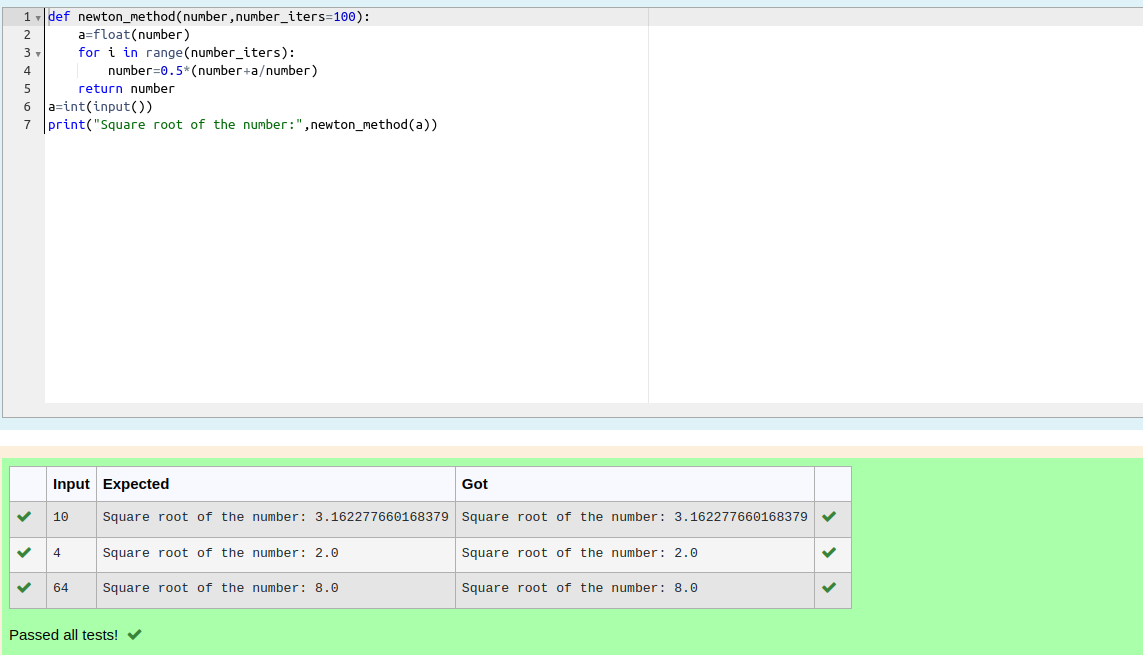 1 def newton_method(number,number_iters=100):
2     a=float(number)
3     for i in range(number_iters):
4         number=0.5*(number+a/number)
5     return number
6 a=int(input())
7 print("Square root of the number:",newton_method(a))
Input Expected Got
10 Square root of the number: 3.162277660168379 Square root of the number: 3.162277660168379
4 Square root of the number: 2.0 Square root of the number: 2.0
64 Square root of the number: 8.0 Square root of the number: 8.0
Passed all tests!